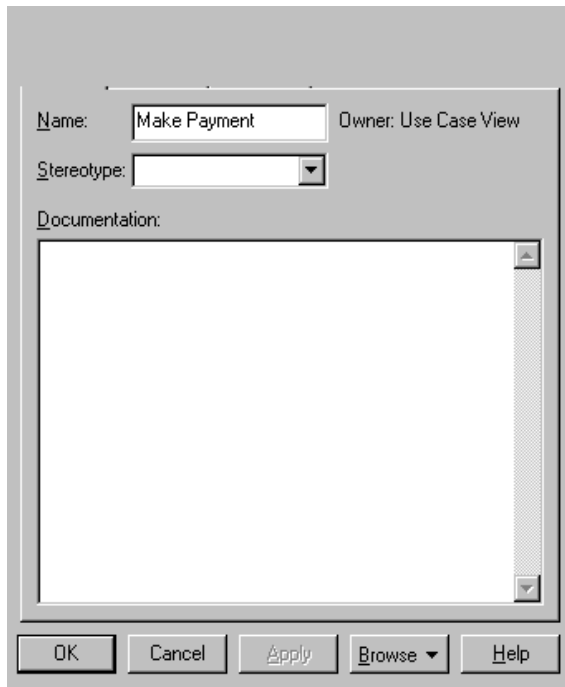 Name: Make Payment Owner: Use Case View
Stereotype:
Documentation:
OK Cancel Apply Browse Help